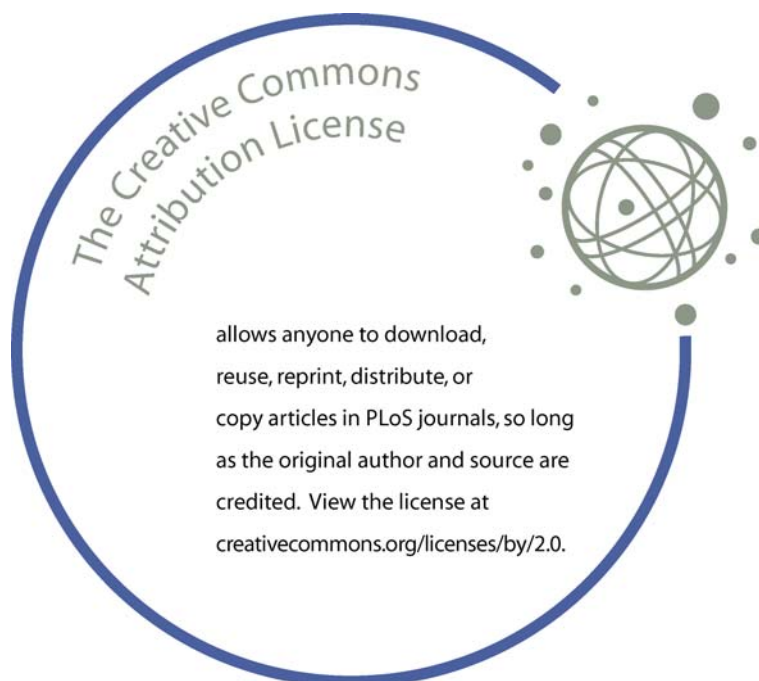 The Creative Commons
Attribution License
allows anyone to download,
reuse, reprint, distribute, or
copy articles in PLoS journals, so long
as the original author and source are
credited. View the license at
creativecommons.org/licenses/by/2.0.